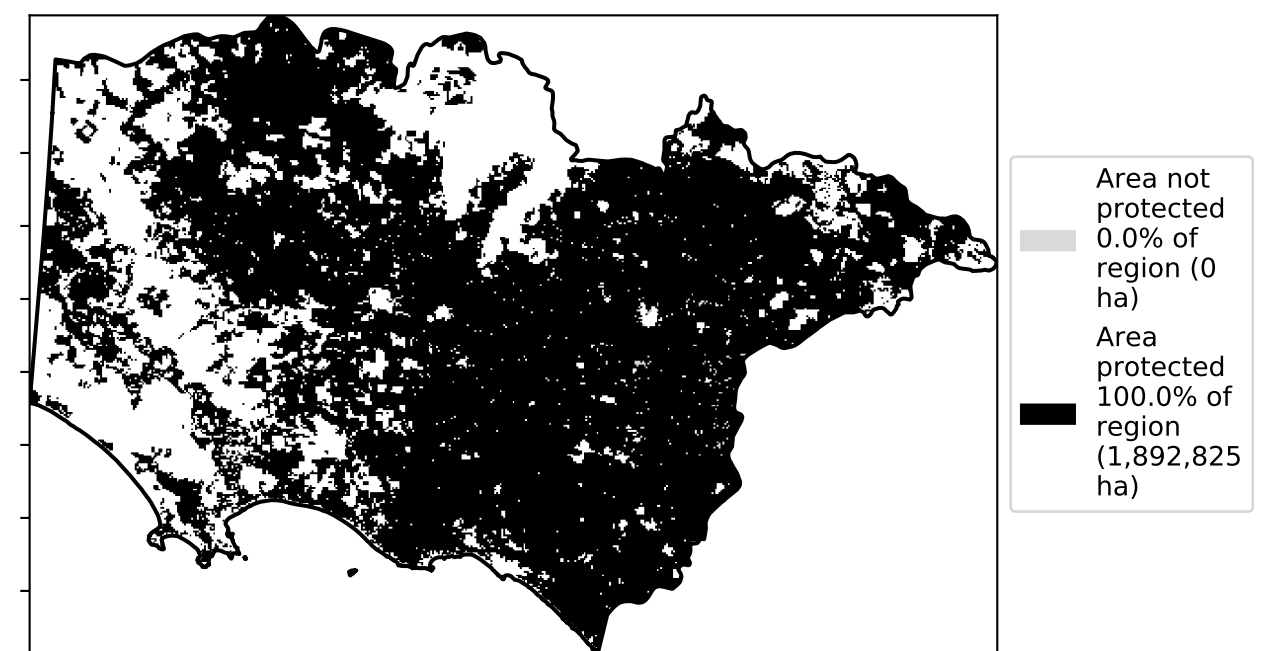 Area not
protected
0.0% of
region (0
ha)
Area
protected
100.0% of
region
(1,892,825
ha)